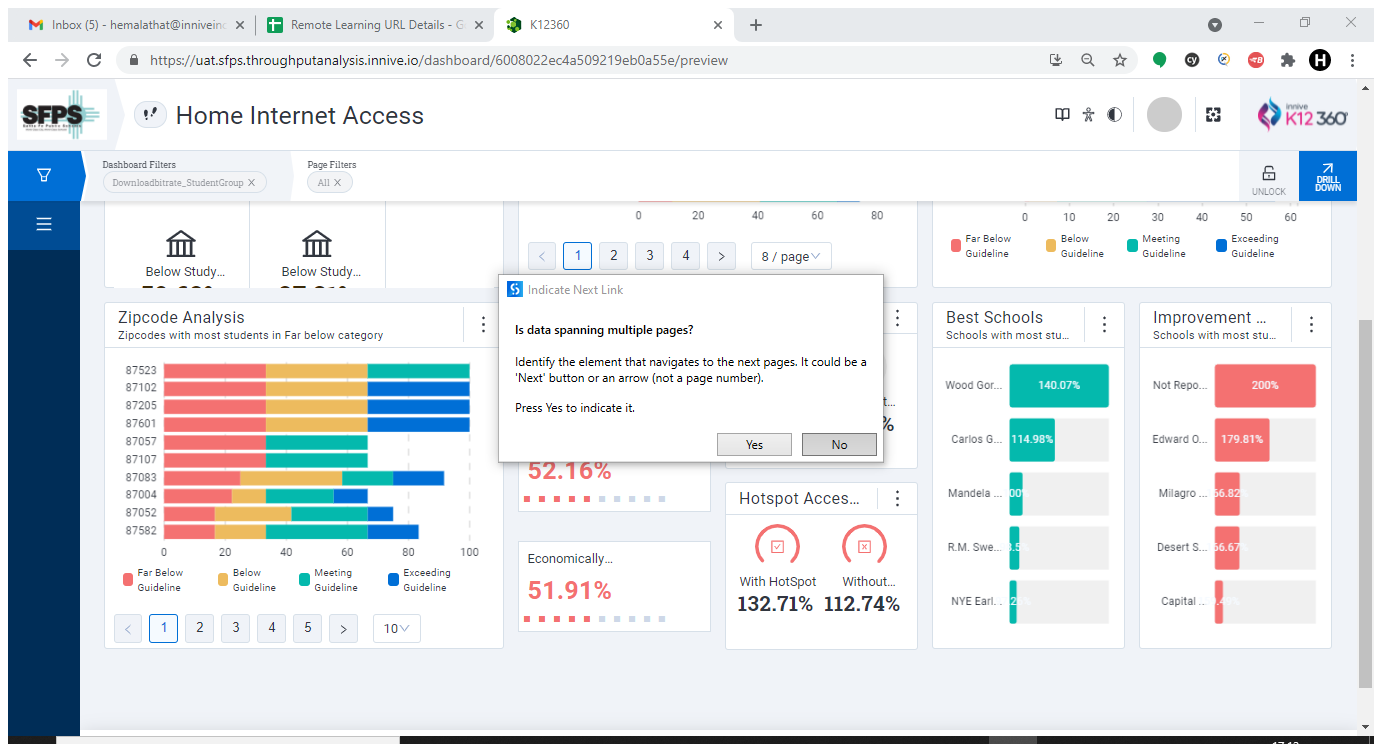 Inbox (5) - hemalathat@inniveinc
Remote Learning URL Details - G
K12360
https://uat.sfps.throughputanalysis.innive.io/dashboard/6008022ec4a509219eb0a55e/preview
SFPS
Home Internet Access
innive
K12 360°
Dashboard Filters
Downloadbitrate_StudentGroup X
Page Filters
All X
UNLOCK
DRILL
DOWN
Below Study...
Below Study...
0 20 40 60 80
< 1 2 3 4 >
8 / page
0 10 20 30 40 50 60
Far Below
Guideline
Below
Guideline
Meeting
Guideline
Exceeding
Guideline
Indicate Next Link
Is data spanning multiple pages?
Identify the element that navigates to the next pages. It could be a
'Next' button or an arrow (not a page number).
Press Yes to indicate it.
Yes
No
Zipcode Analysis
Zipcodes with most students in Far below category
87523
87102
87205
87601
87057
87107
87083
87004
87052
87582
0 20 40 60 80 100
Far Below
Guideline
Below
Guideline
Meeting
Guideline
Exceeding
Guideline
< 1 2 3 4 5 >
10
52.16%
Economically...
51.91%
t...
%
Hotspot Acces...
With HotSpot
132.71%
Without...
112.74%
Best Schools
Schools with most stu...
Wood Gor... 140.07%
Carlos G... 114.98%
Mandela ...
R.M. Swe...
NYE Earl...
Improvement ...
Schools with most stu...
Not Repo... 200%
Edward O... 179.81%
Milagro ... 66.82
Desert S... 66.67
Capital ...